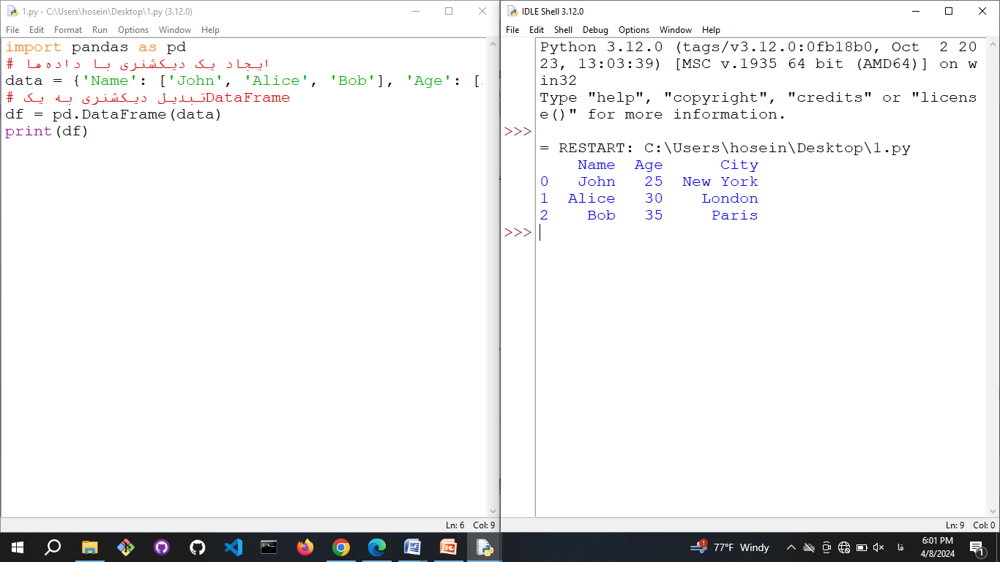 1.py - C:\Users\hosein\Desktop\1.py (3.12.0)
File Edit Format Run Options Window Help
import pandas as pd
# ایجاد یک دیکشنری با داده‌ها
data = {'Name': ['John', 'Alice', 'Bob'], 'Age': [
# تبدیل دیکشنری به یکDataFrame
df = pd.DataFrame(data)
print(df)
Ln: 6 Col: 9
IDLE Shell 3.12.0
File Edit Shell Debug Options Window Help
Python 3.12.0 (tags/v3.12.0:0fb18b0, Oct  2 20
23, 13:03:39) [MSC v.1935 64 bit (AMD64)] on w
in32
Type "help", "copyright", "credits" or "licens
e()" for more information.
>>>
= RESTART: C:\Users\hosein\Desktop\1.py
    Name  Age      City
0   John   25  New York
1  Alice   30    London
2    Bob   35     Paris
>>>
Ln: 9 Col: 0
1 77°F Windy فا 6:01 PM
4/8/2024 1